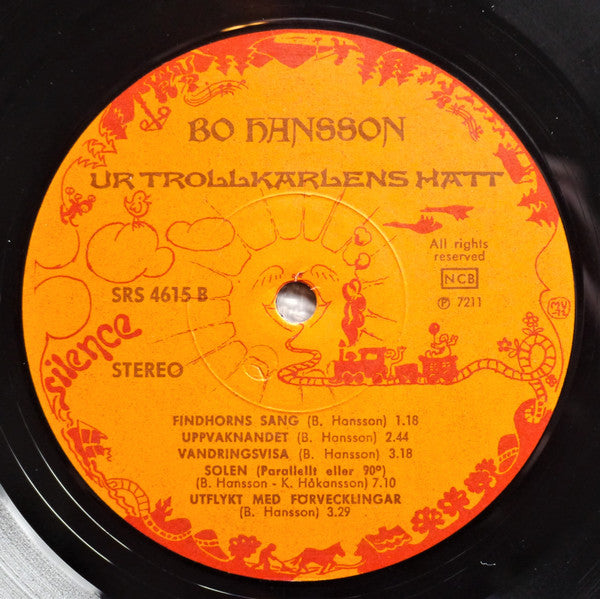 BO HANSSON
UR TROLLKARLENS HATT
All rights
reserved
NCB
SRS 4615 B
℗ 7211
silence
STEREO
FINDHORNS SANG (B. Hansson) 1.18
UPPVAKNANDET (B. Hansson) 2.44
VANDRINGSVISA (B. Hansson) 3.18
SOLEN (Parallellt eller 90°)
(B. Hansson - K. Håkansson) 7.10
UTFLYKT MED FÖRVECKLINGAR
(B. Hansson) 3.29